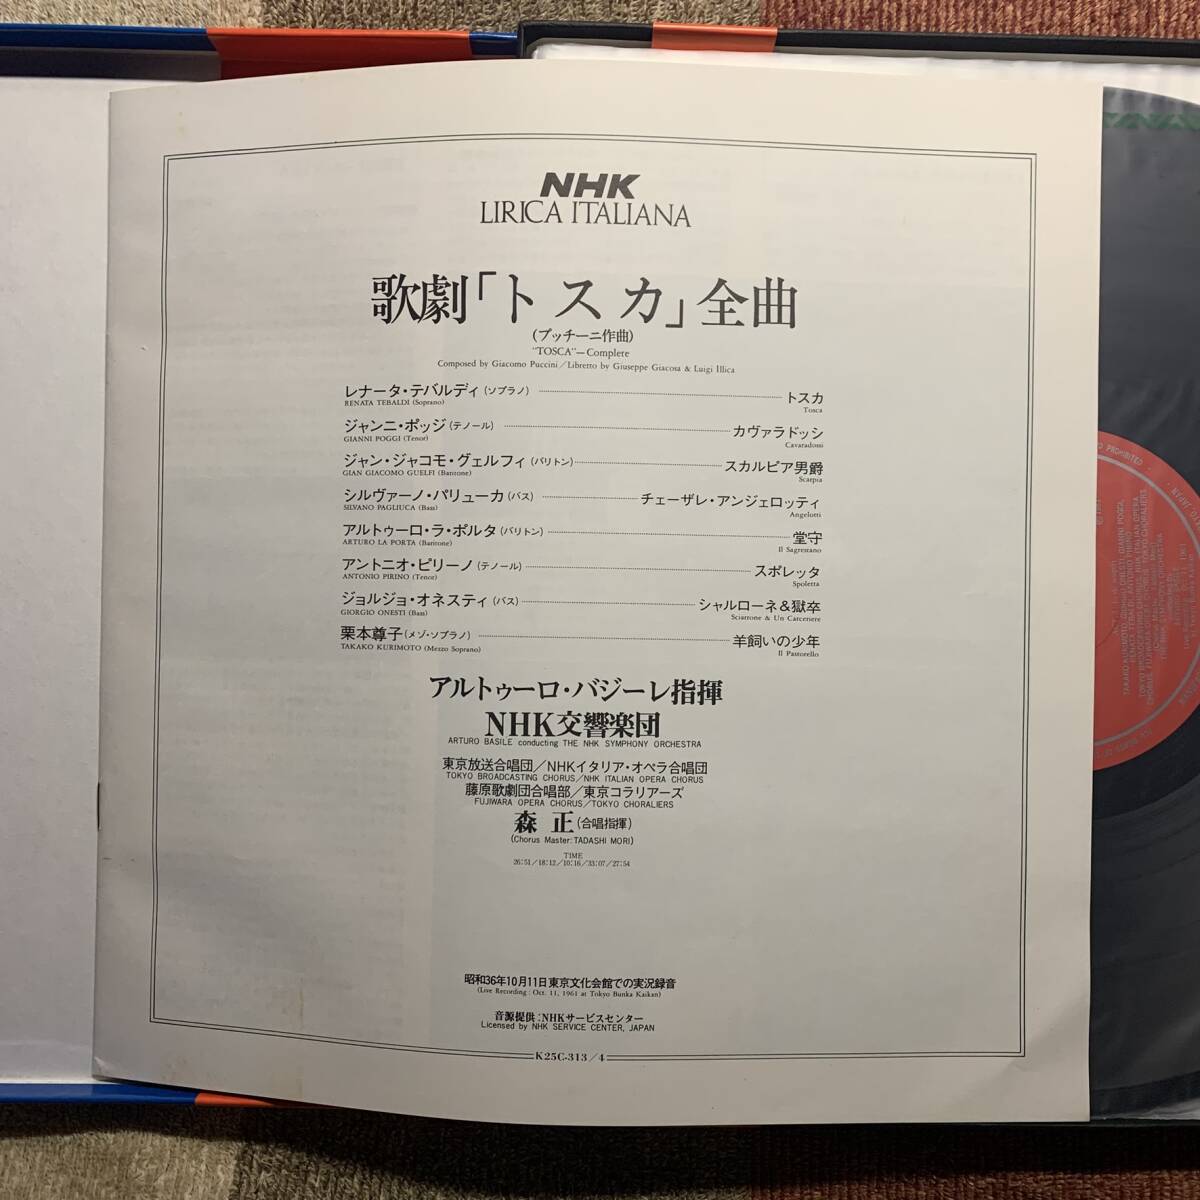 NHK
LIRICA ITALIANA
歌劇「トスカ」全曲
(プッチーニ作曲)
"TOSCA"—Complete
Composed by Giacomo Puccini／Libretto by Giuseppe Giacosa & Luigi Illica
レナータ・テバルディ(ソプラノ) トスカ
RENATA TEBALDI (Soprano) Tosca
ジャンニ・ポッジ(テノール) カヴァラドッシ
GIANNI POGGI (Tenor) Cavaradossi
ジャン・ジャコモ・グェルフィ(バリトン) スカルピア男爵
GIAN GIACOMO GUELFI (Baritone) Scarpia
シルヴァーノ・パリューカ(バス) チェーザレ・アンジェロッティ
SILVANO PAGLIUCA (Bass) Angelotti
アルトゥーロ・ラ・ポルタ(バリトン) 堂守
ARTURO LA PORTA (Baritone) Il Sagrestano
アントニオ・ピリーノ(テノール) スポレッタ
ANTONIO PIRINO (Tenor) Spoletta
ジョルジョ・オネスティ(バス) シャルローネ&獄卒
GIORGIO ONESTI (Bass) Sciarrone & Un Carceriere
栗本尊子(メゾ・ソプラノ) 羊飼いの少年
TAKAKO KURIMOTO (Mezzo Soprano) Il Pastorello
アルトゥーロ・バジーレ指揮
NHK交響楽団
ARTURO BASILE conducting THE NHK SYMPHONY ORCHESTRA
東京放送合唱団／NHKイタリア・オペラ合唱団
TOKYO BROADCASTING CHORUS／NHK ITALIAN OPERA CHORUS
藤原歌劇団合唱部／東京コラリアーズ
FUJIWARA OPERA CHORUS／TOKYO CHORALIERS
森 正(合唱指揮)
(Chorus Master: TADASHI MORI)
TIME
26:51／18:12／10:16／33:07／27:54
昭和36年10月11日東京文化会館での実況録音
(Live Recording: Oct. 11, 1961 at Tokyo Bunka Kaikan)
音源提供:NHKサービスセンター
Licensed by NHK SERVICE CENTER, JAPAN
K25C-313／4